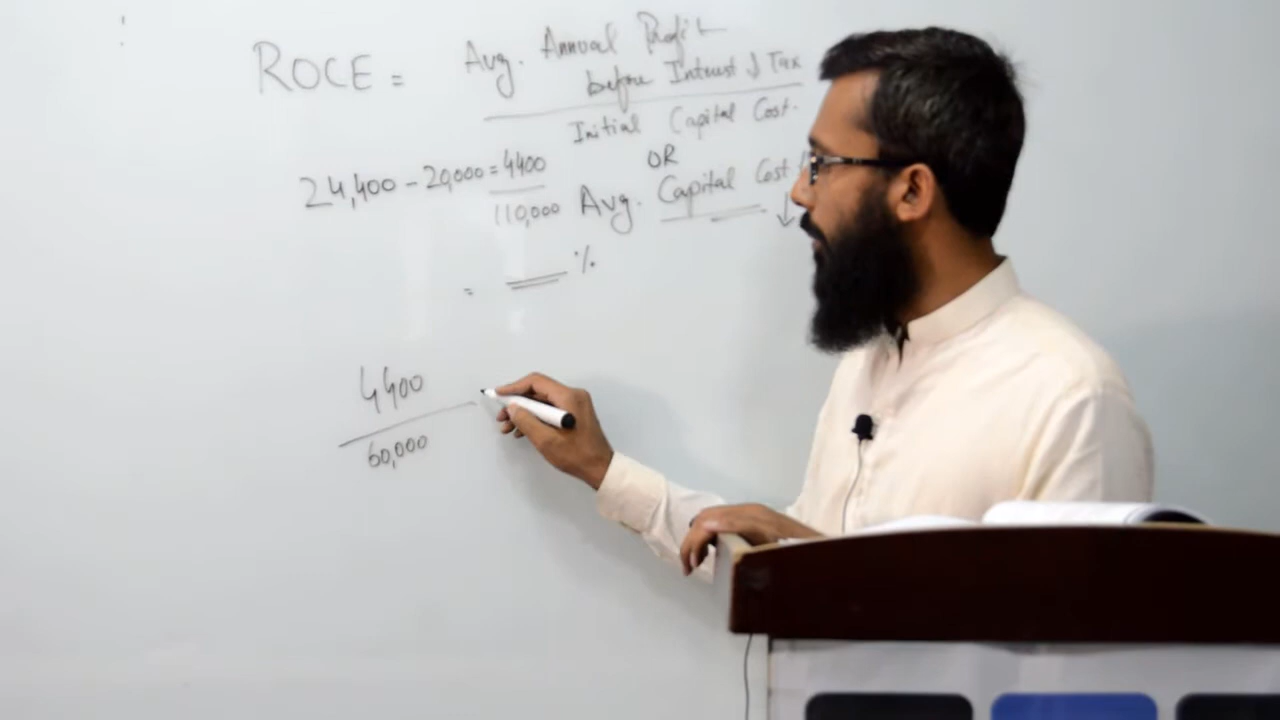 ROCE = Avg. Annual Profit
before Interest & Tax
Initial Capital Cost.
OR
Avg. Capital Cost ↓
24,400 - 20,000 = 4400
110,000
= %
4400
60,000